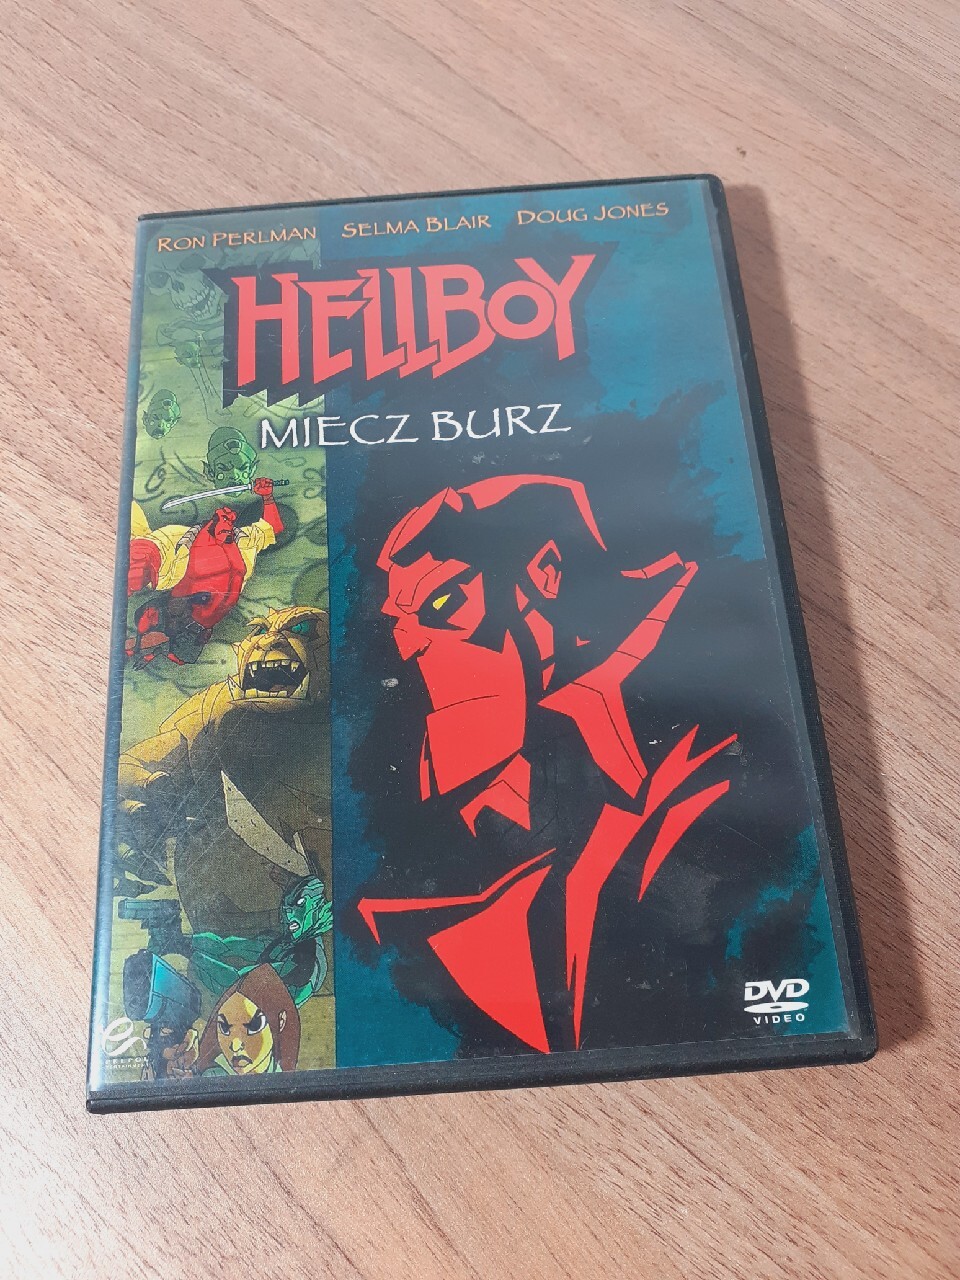 RON PERLMAN SELMA BLAIR DOUG JONES
HELLBOY
MIECZ BURZ
DVD
VIDEO